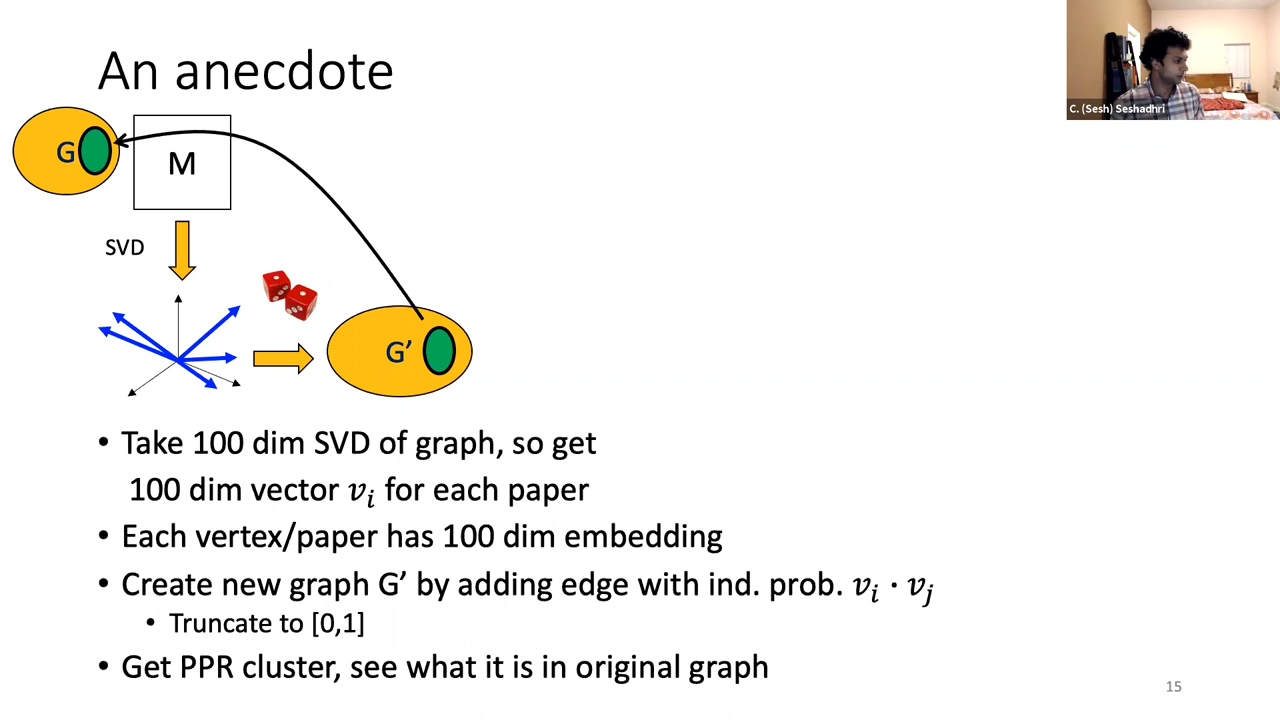 An anecdote
C. (Sesh) Seshadhri
G
M
SVD
G’
• Take 100 dim SVD of graph, so get
100 dim vector 𝑣ᵢ for each paper
• Each vertex/paper has 100 dim embedding
• Create new graph G’ by adding edge with ind. prob. 𝑣ᵢ · 𝑣ⱼ
• Truncate to [0,1]
• Get PPR cluster, see what it is in original graph
15